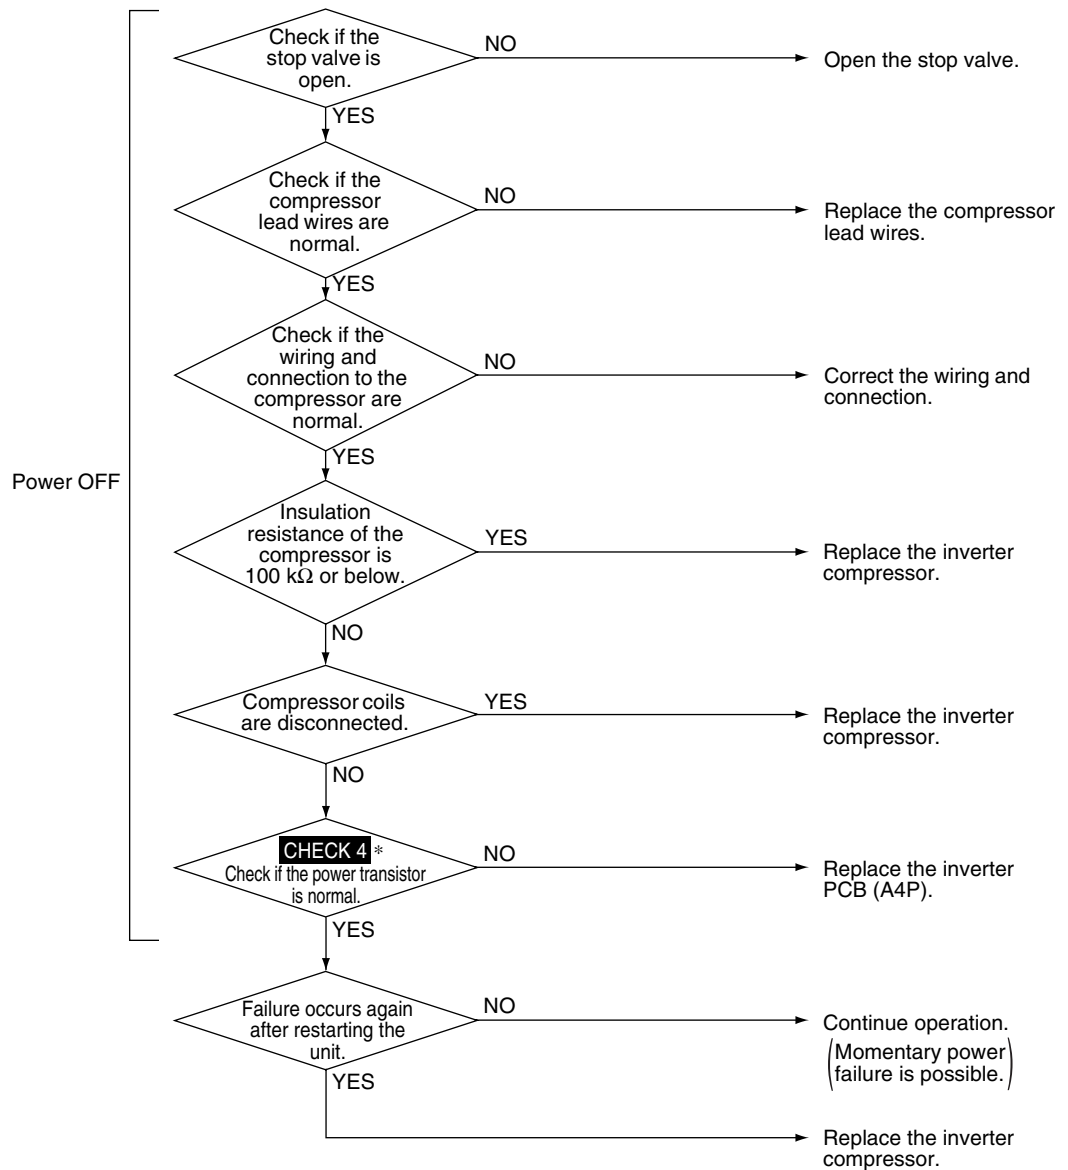 Check if the
stop valve is
open.
NO
Open the stop valve.
YES
Check if the
compressor
lead wires are
normal.
NO
Replace the compressor
lead wires.
YES
Check if the
wiring and
connection to the
compressor are
normal.
NO
Correct the wiring and
connection.
YES
Power OFF
Insulation
resistance of the
compressor is
100 kΩ or below.
YES
Replace the inverter
compressor.
NO
Compressor coils
are disconnected.
YES
Replace the inverter
compressor.
NO
CHECK 4 *
Check if the power transistor
is normal.
NO
Replace the inverter
PCB (A4P).
YES
Failure occurs again
after restarting the
unit.
NO
Continue operation.
(Momentary power
failure is possible.)
YES
Replace the inverter
compressor.